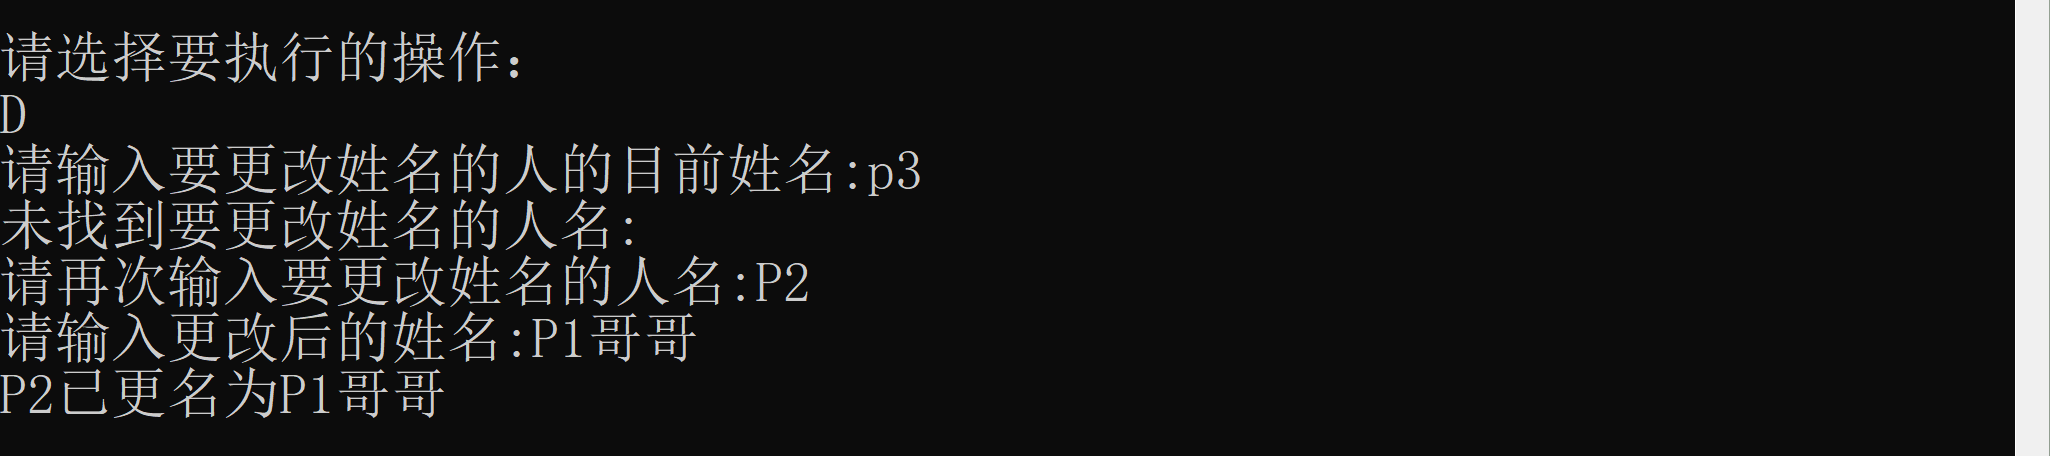 请选择要执行的操作：
D
请输入要更改姓名的人的目前姓名:p3
未找到要更改姓名的人名:
请再次输入要更改姓名的人名:P2
请输入更改后的姓名:P1哥哥
P2已更名为P1哥哥